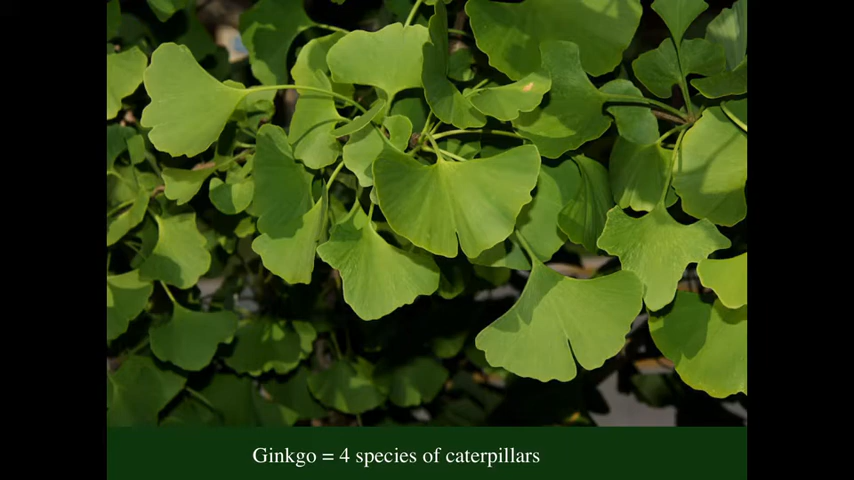 Ginkgo = 4 species of caterpillars